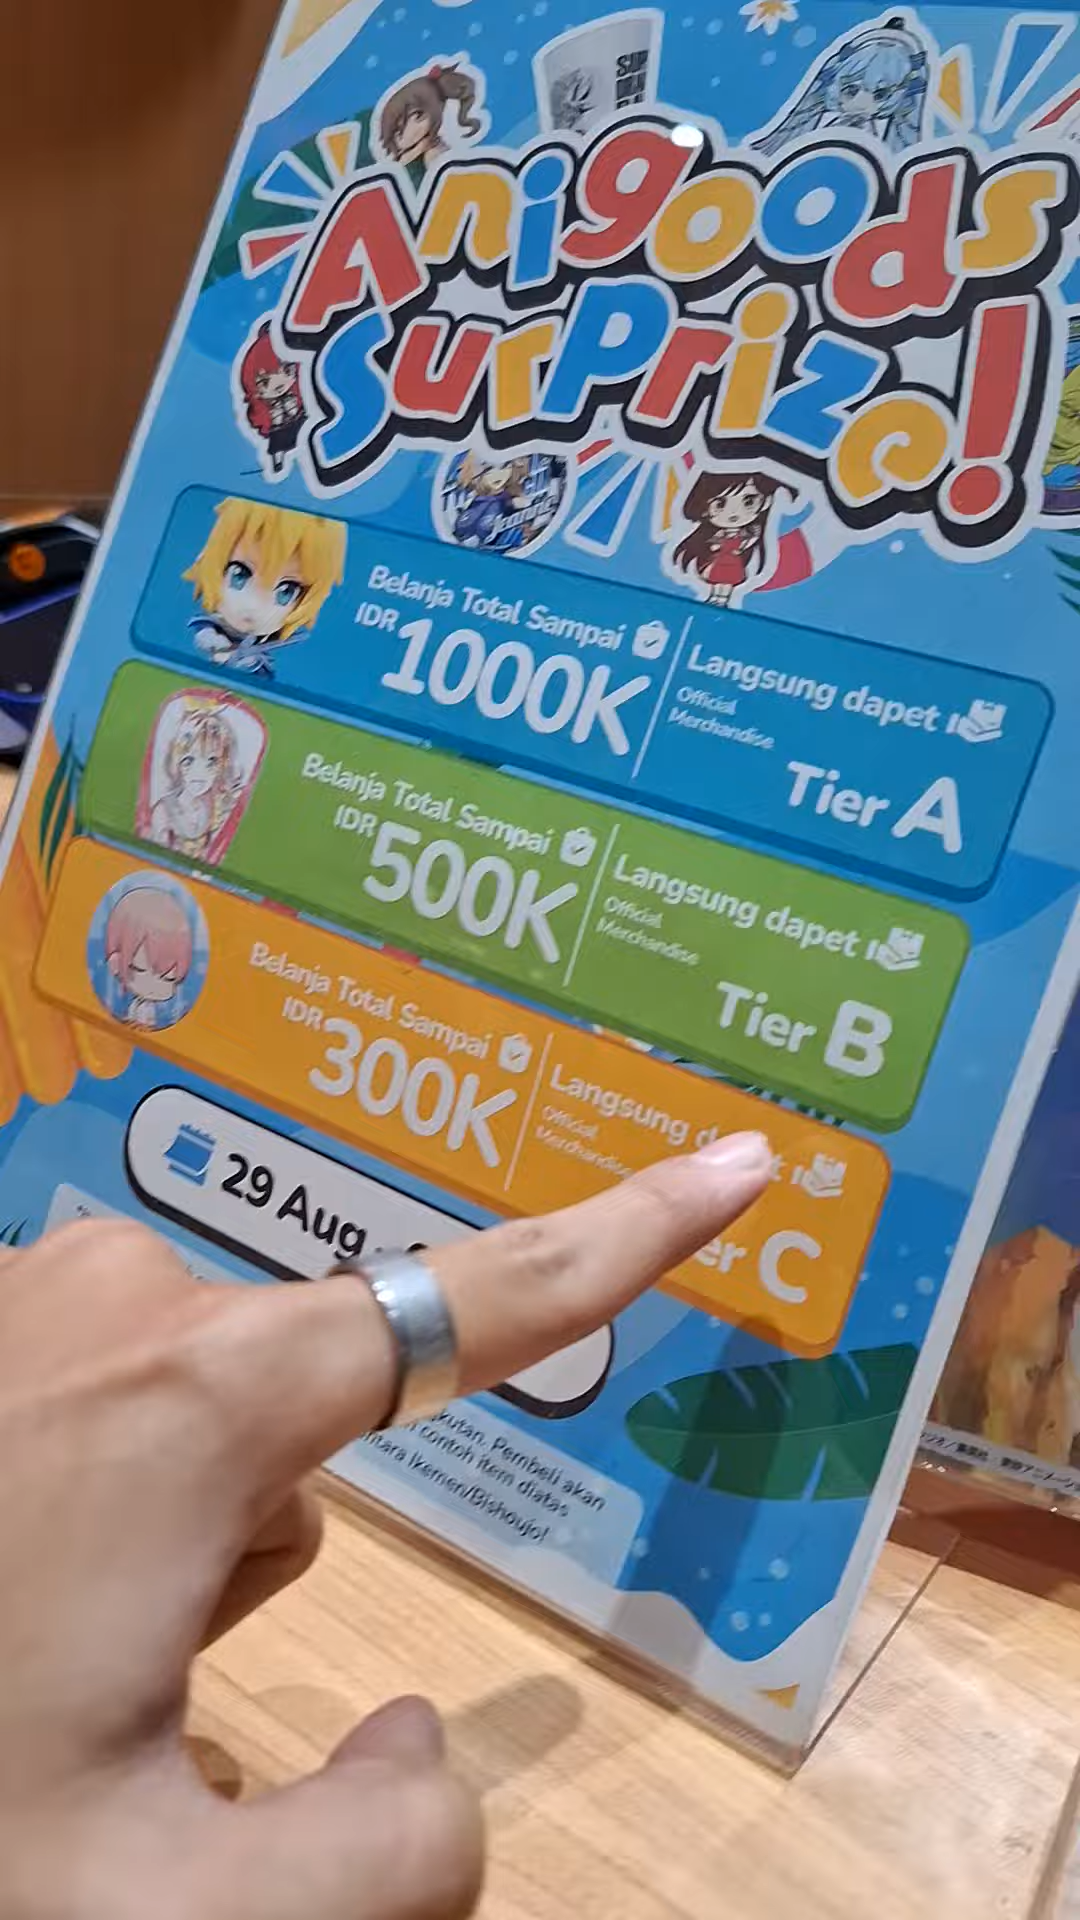 Anigoods
Surprize!
Jasmine
Belanja Total Sampai
IDR 1000K
Langsung dapet
Official
Merchandise
Tier A
Belanja Total Sampai
IDR 500K
Langsung dapet
Official
Merchandise
Tier B
Belanja Total Sampai
IDR 300K
Langsung
Official
Merchandise
C
29 Aug
Pembeli akan
contoh item diatas
Ikemen/Bishoujo!